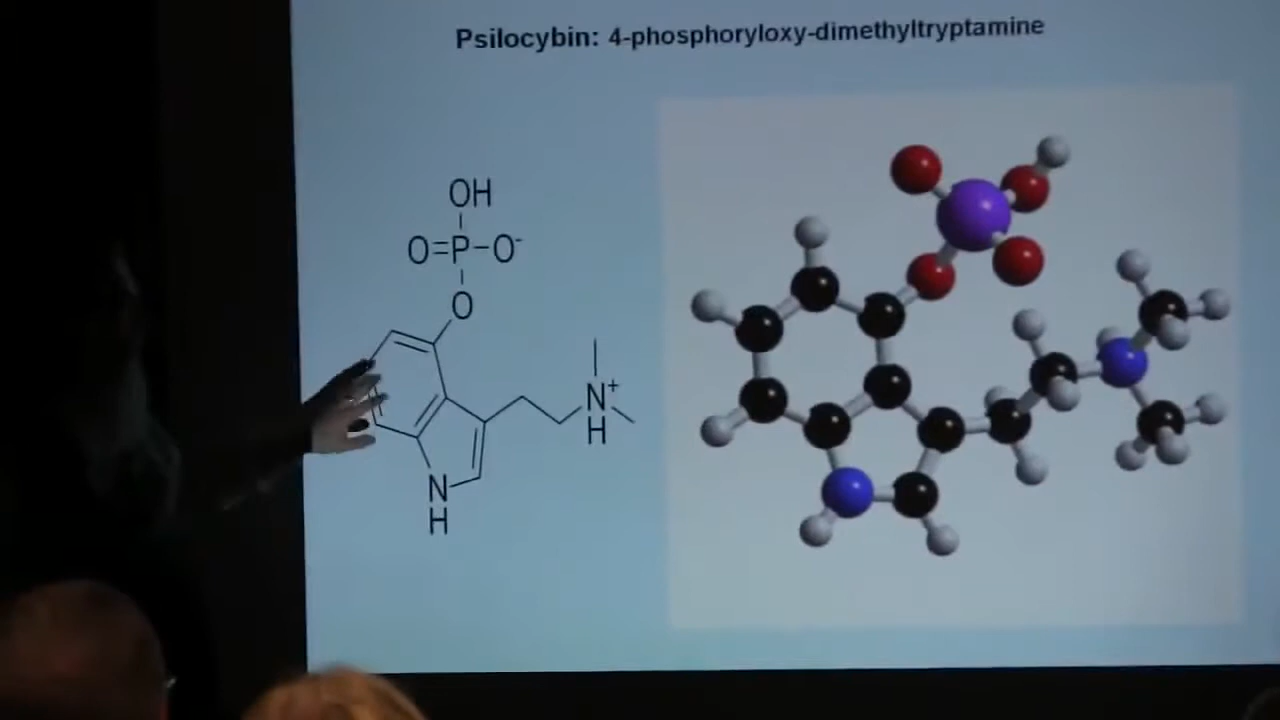 Psilocybin: 4-phosphoryloxy-dimethyltryptamine
OH
O=P-O-
O
N+
H
N
H